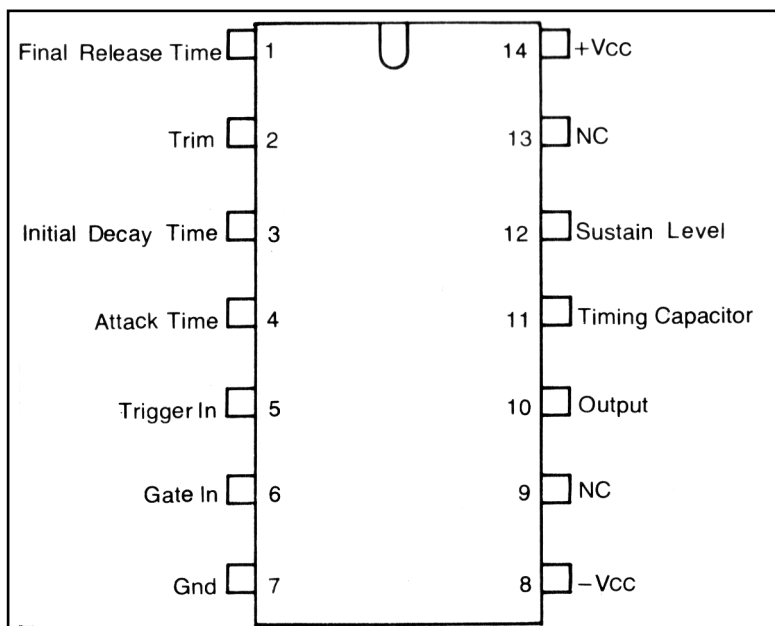 Final Release Time 1 14 +Vcc
Trim 2 13 NC
Initial Decay Time 3 12 Sustain Level
Attack Time 4 11 Timing Capacitor
Trigger In 5 10 Output
Gate In 6 9 NC
Gnd 7 8 −Vcc